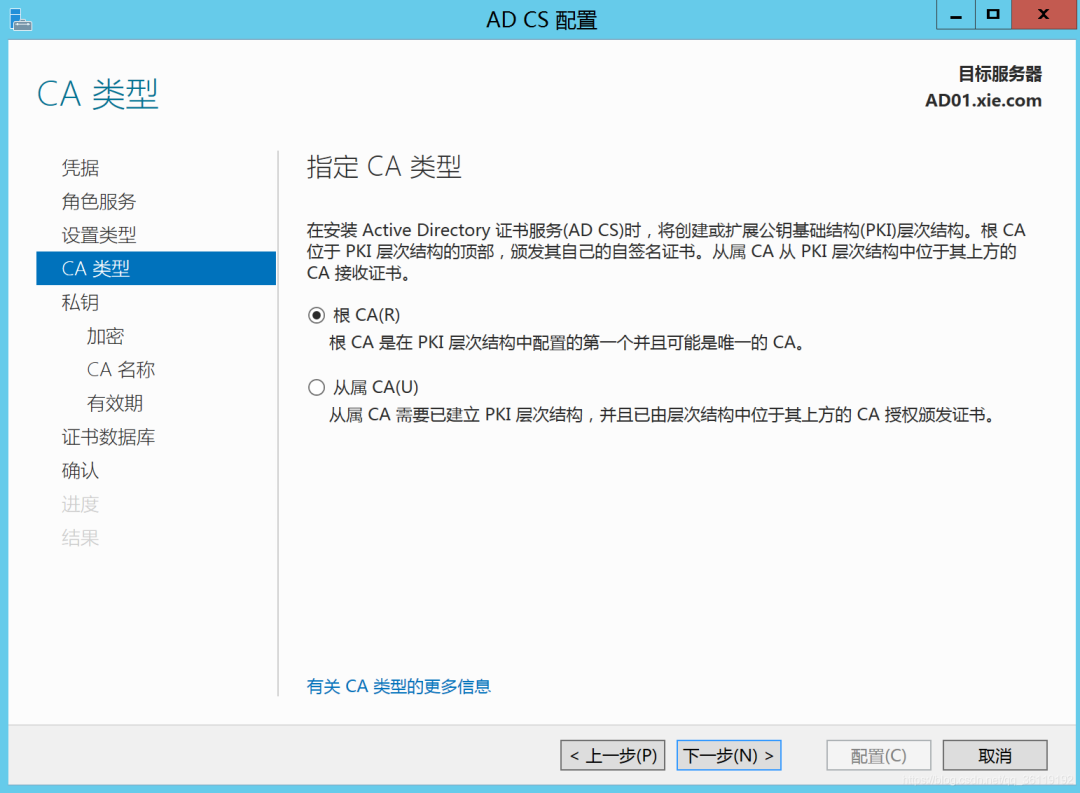 AD CS 配置
CA 类型
目标服务器
AD01.xie.com
凭据
角色服务
设置类型
CA 类型
私钥
加密
CA 名称
有效期
证书数据库
确认
进度
结果
指定 CA 类型
在安装 Active Directory 证书服务(AD CS)时，将创建或扩展公钥基础结构(PKI)层次结构。根 CA
位于 PKI 层次结构的顶部，颁发其自己的自签名证书。从属 CA 从 PKI 层次结构中位于其上方的
CA 接收证书。
根 CA(R)
根 CA 是在 PKI 层次结构中配置的第一个并且可能是唯一的 CA。
从属 CA(U)
从属 CA 需要已建立 PKI 层次结构，并且已由层次结构中位于其上方的 CA 授权颁发证书。
有关 CA 类型的更多信息
< 上一步(P)
下一步(N) >
配置(C)
取消
https://blog.csdn.net/qq_36119192